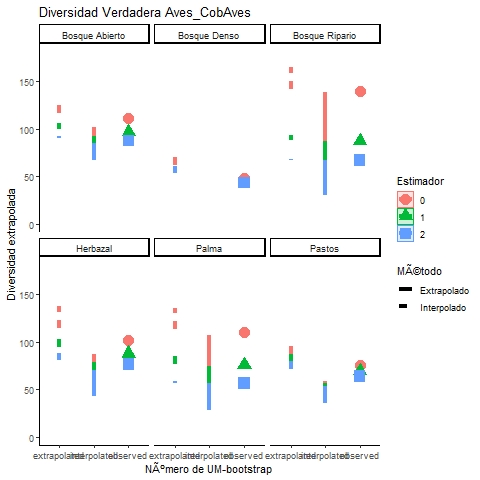 Diversidad Verdadera Aves_CobAves
Bosque Abierto
Bosque Denso
Bosque Ripario
150
100
50
0
Herbazal
Palma
Pastos
150
100
50
0
Diversidad extrapolada
extrapolated
interpolated
observed
extrapolated
interpolated
observed
extrapolated
interpolated
observed
NÃºmero de UM-bootstrap
Estimador
0
1
2
MÃ©todo
Extrapolado
Interpolado